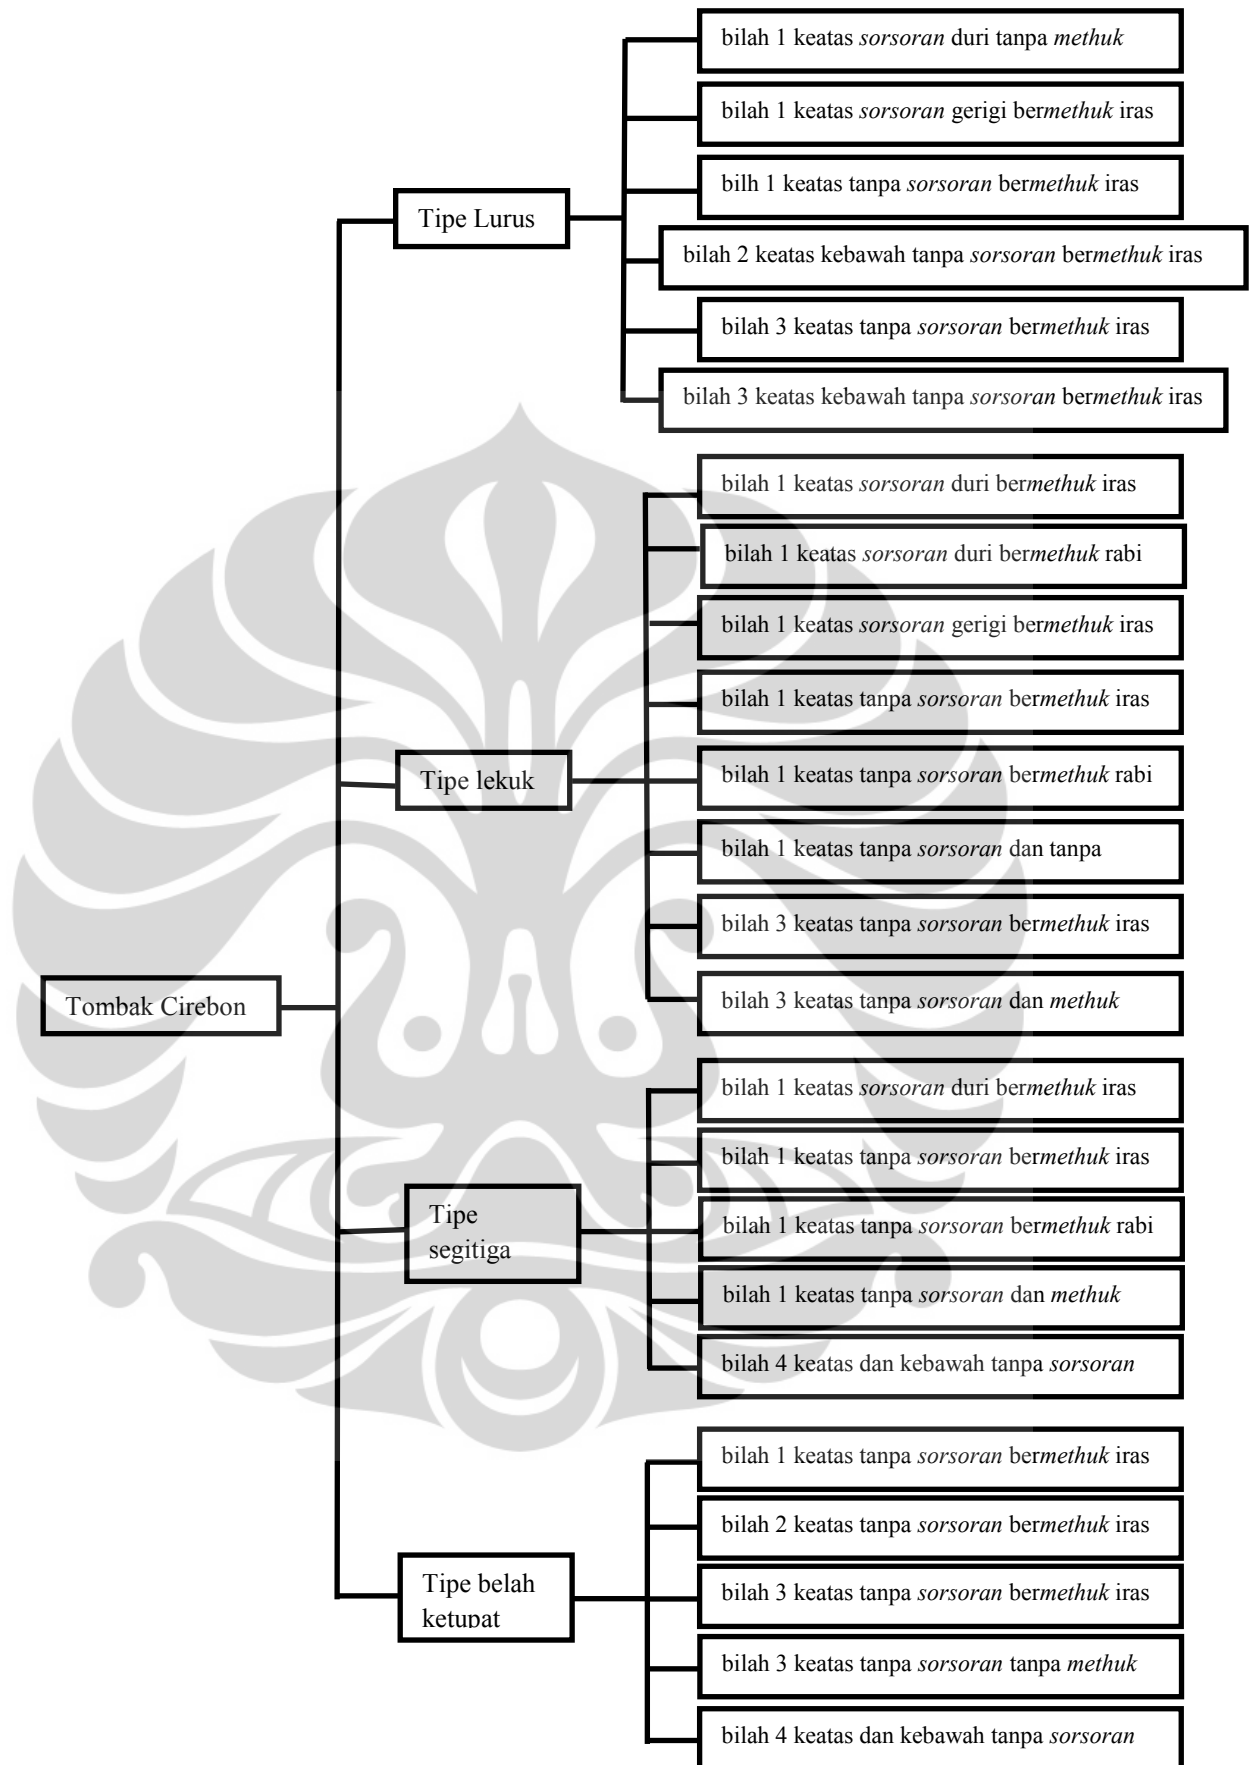 bilah 1 keatas sorsoran duri tanpa methuk
bilah 1 keatas sorsoran gerigi bermethuk iras
bilh 1 keatas tanpa sorsoran bermethuk iras
Tipe Lurus
bilah 2 keatas kebawah tanpa sorsoran bermethuk iras
bilah 3 keatas tanpa sorsoran bermethuk iras
bilah 3 keatas kebawah tanpa sorsoran bermethuk iras
bilah 1 keatas sorsoran duri bermethuk iras
bilah 1 keatas sorsoran duri bermethuk rabi
bilah 1 keatas sorsoran gerigi bermethuk iras
bilah 1 keatas tanpa sorsoran bermethuk iras
Tipe lekuk
bilah 1 keatas tanpa sorsoran bermethuk rabi
bilah 1 keatas tanpa sorsoran dan tanpa
bilah 3 keatas tanpa sorsoran bermethuk iras
bilah 3 keatas tanpa sorsoran dan methuk
Tombak Cirebon
bilah 1 keatas sorsoran duri bermethuk iras
bilah 1 keatas tanpa sorsoran bermethuk iras
Tipe
segitiga
bilah 1 keatas tanpa sorsoran bermethuk rabi
bilah 1 keatas tanpa sorsoran dan methuk
bilah 4 keatas dan kebawah tanpa sorsoran
bilah 1 keatas tanpa sorsoran bermethuk iras
bilah 2 keatas tanpa sorsoran bermethuk iras
Tipe belah
ketupat
bilah 3 keatas tanpa sorsoran bermethuk iras
bilah 3 keatas tanpa sorsoran tanpa methuk
bilah 4 keatas dan kebawah tanpa sorsoran